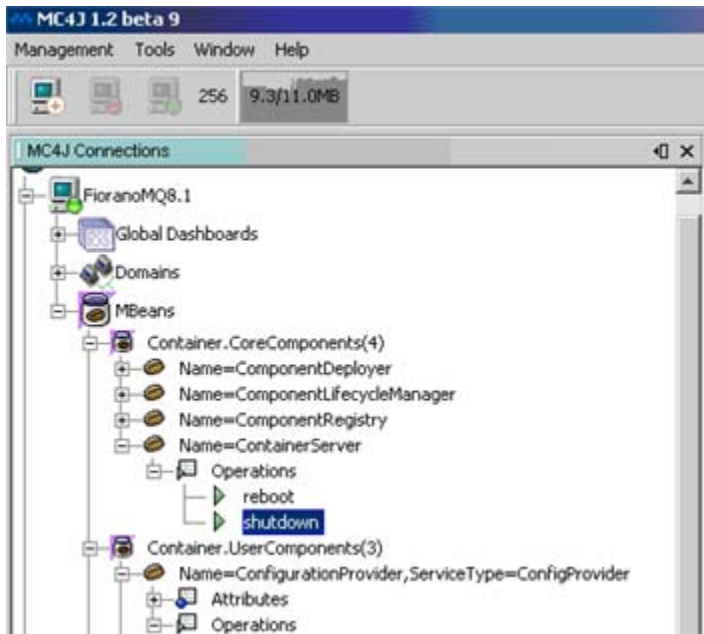 MC4J 1.2 beta 9
Management Tools Window Help
256 9.3/11.0MB
MC4J Connections
FioranoMQ8.1
Global Dashboards
Domains
MBeans
Container.CoreComponents(4)
Name=ComponentDeployer
Name=ComponentLifecycleManager
Name=ComponentRegistry
Name=ContainerServer
Operations
reboot
shutdown
Container.UserComponents(3)
Name=ConfigurationProvider,ServiceType=ConfigProvider
Attributes
Operations